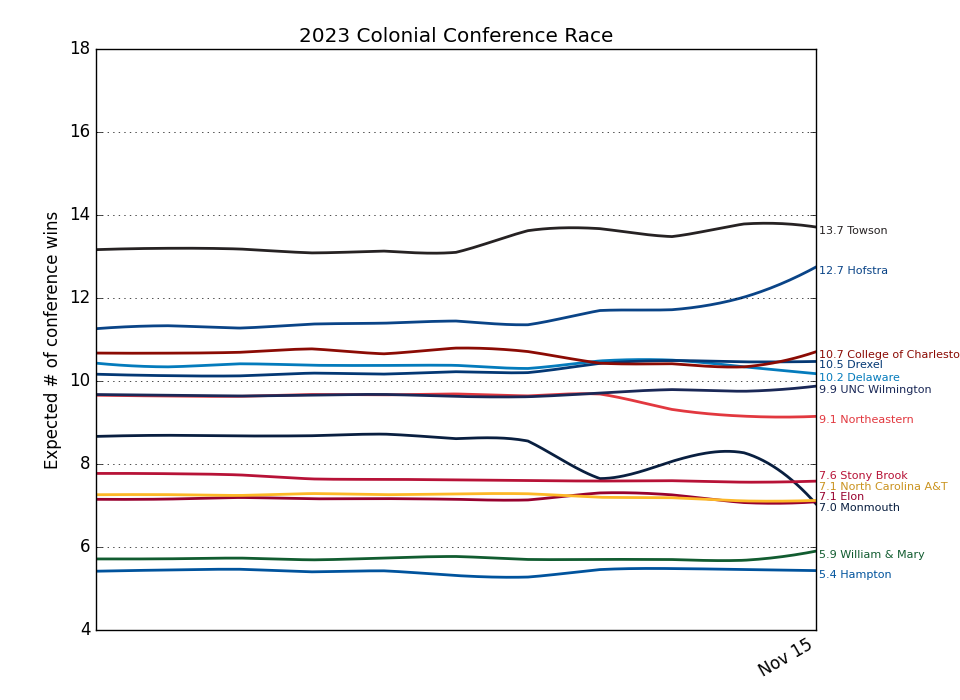 2023 Colonial Conference Race
Expected # of conference wins
18
16
14
12
10
8
6
4
13.7 Towson
12.7 Hofstra
10.7 College of Charlesto
10.5 Drexel
10.2 Delaware
9.9 UNC Wilmington
9.1 Northeastern
7.6 Stony Brook
7.1 North Carolina A&T
7.1 Elon
7.0 Monmouth
5.9 William & Mary
5.4 Hampton
Nov 15